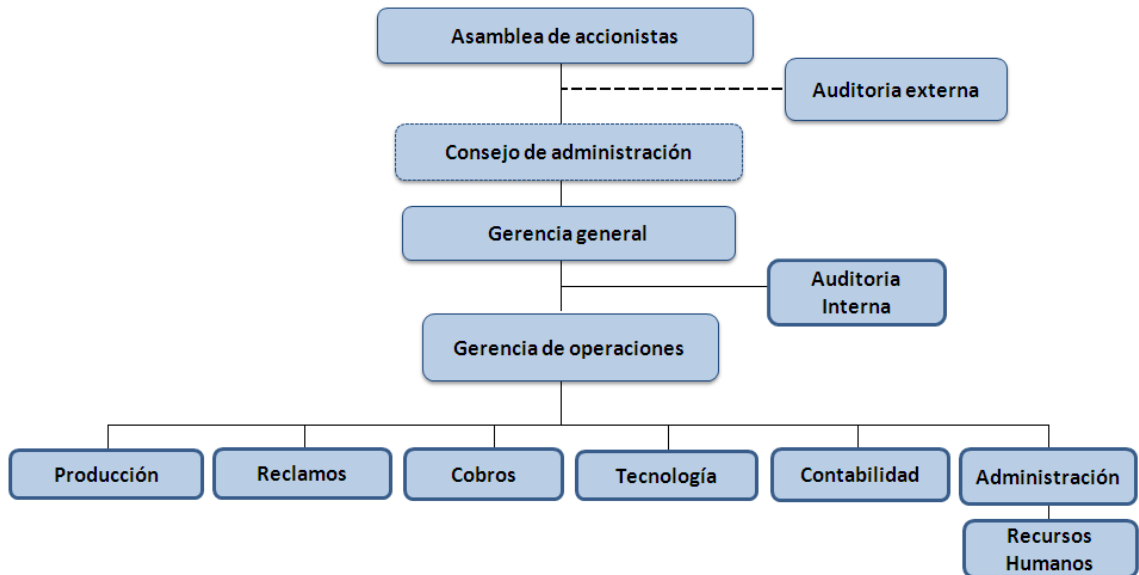 Asamblea de accionistas
Auditoria externa
Consejo de administración
Gerencia general
Auditoria
Interna
Gerencia de operaciones
Producción
Reclamos
Cobros
Tecnología
Contabilidad
Administración
Recursos
Humanos